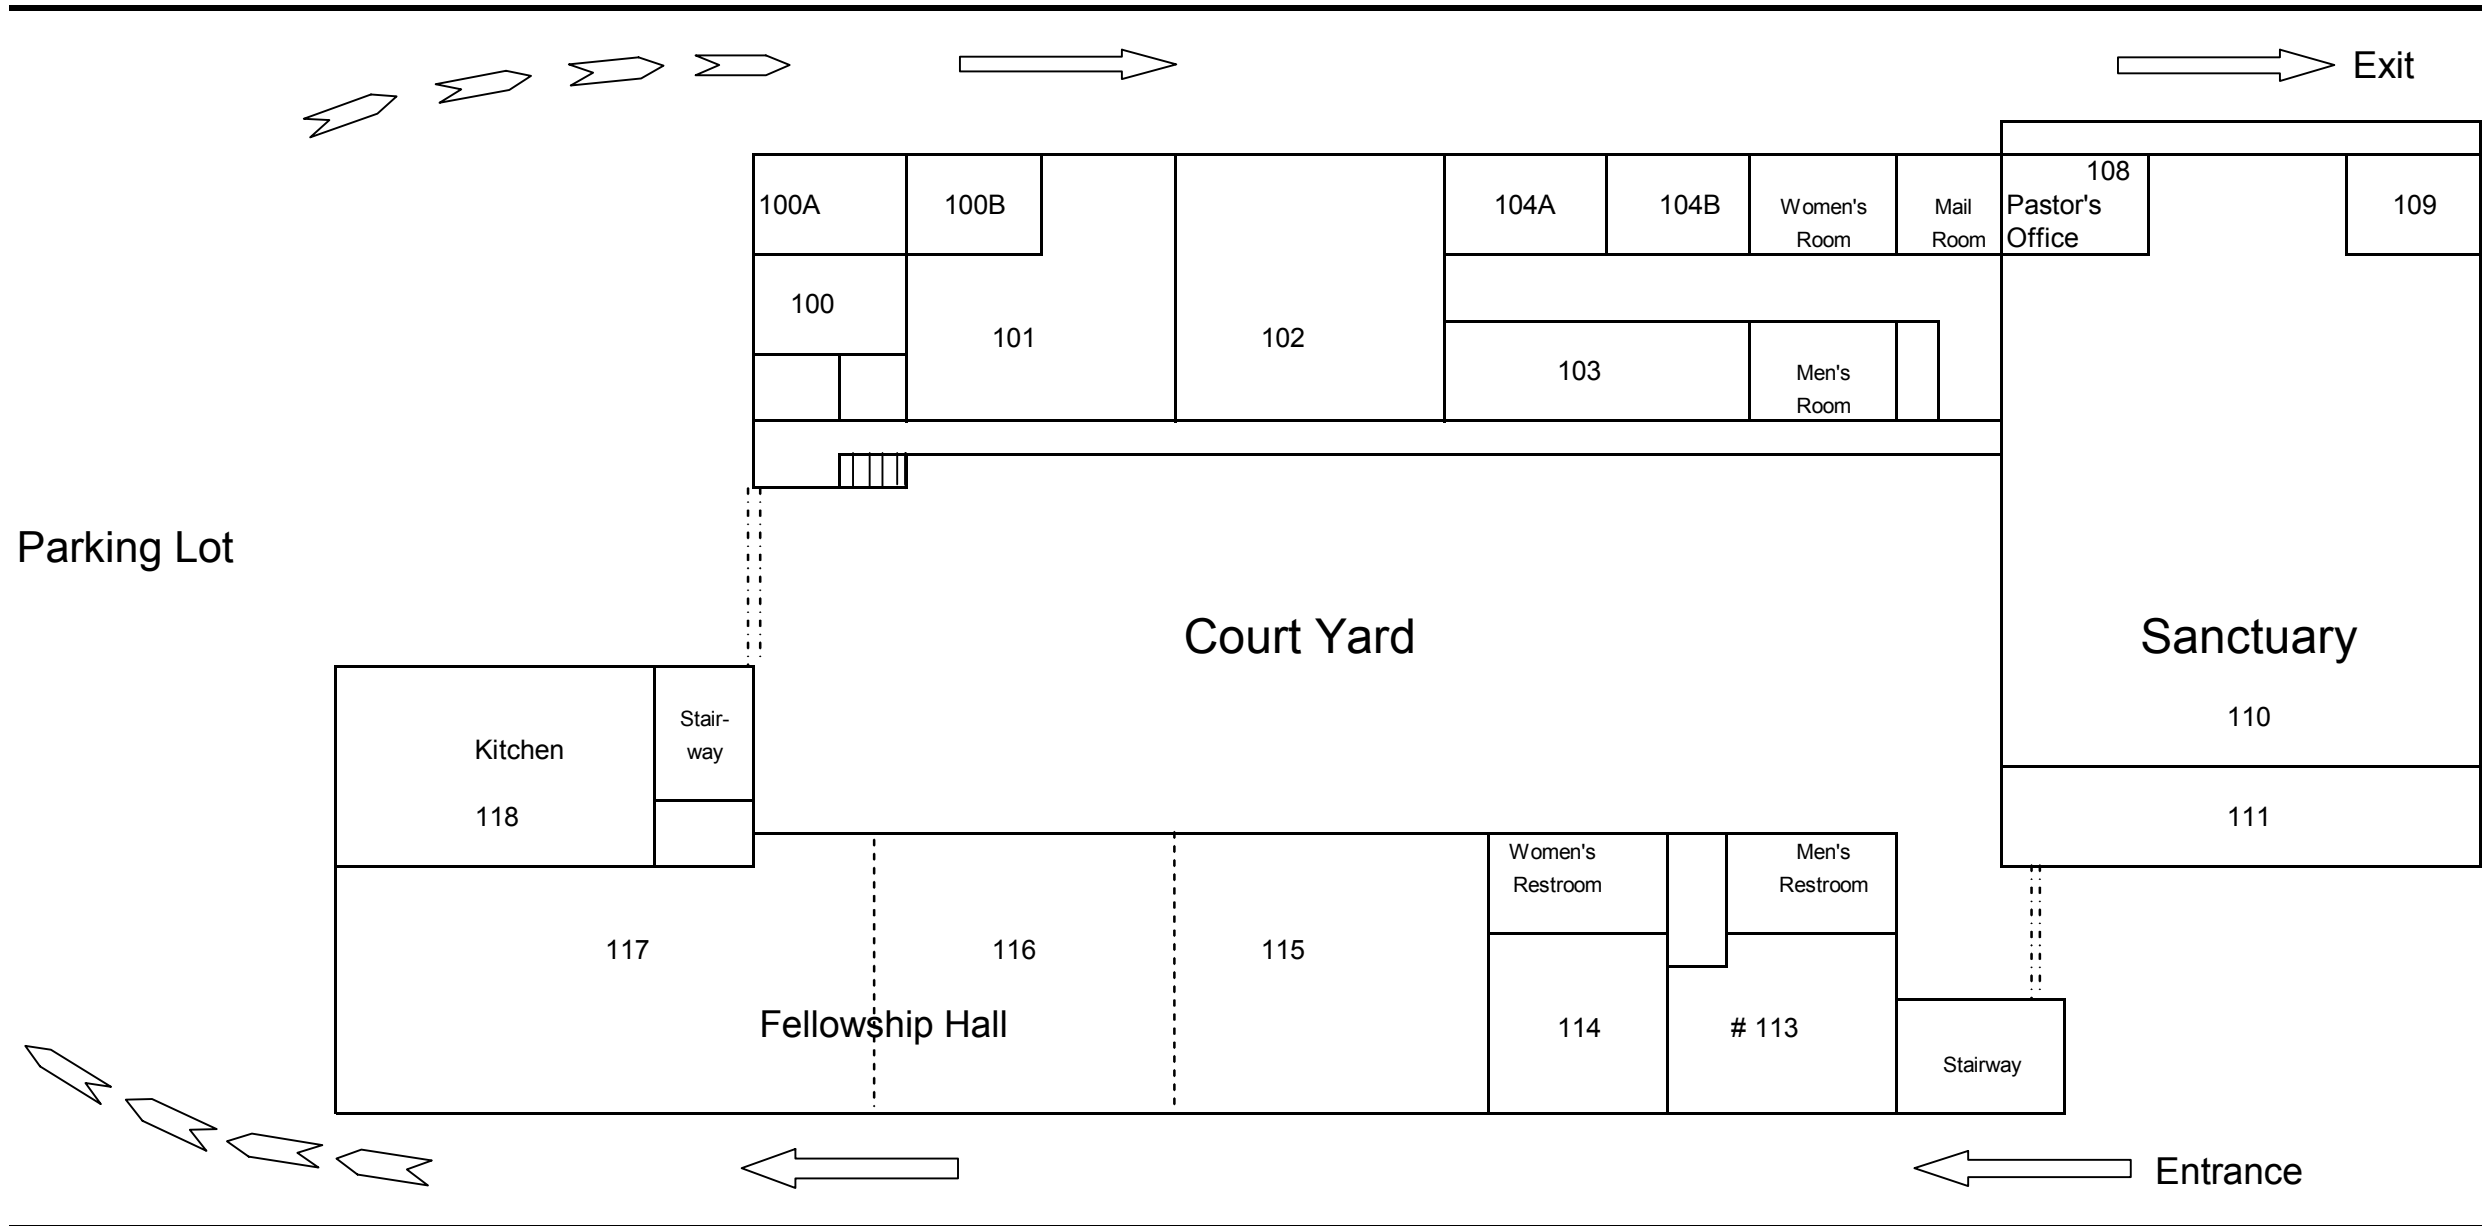 Exit
108
100A
100B
104A
104B
Women's
Room
Mail
Room
Pastor's
Office
109
100
101
102
103
Men's
Room
Parking Lot
Court Yard
Sanctuary
110
Stair-
way
Kitchen
118
111
Women's
Restroom
Men's
Restroom
117
116
115
Fellowship Hall
114
# 113
Stairway
Entrance